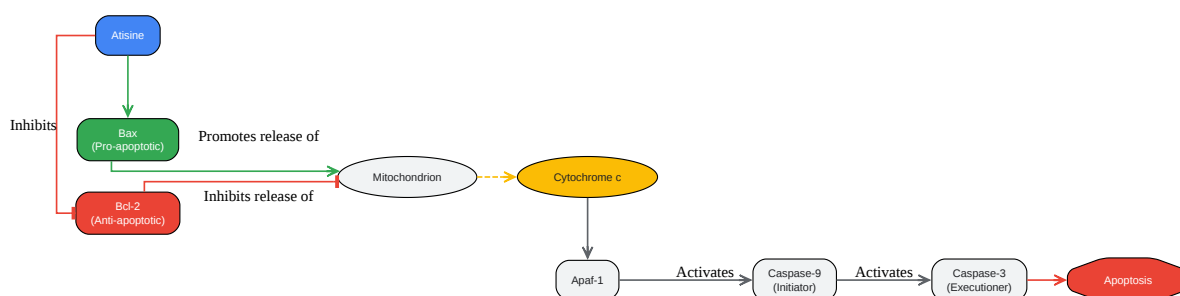 Atisine
Inhibits
Bax
(Pro-apoptotic)
Promotes release of
Mitochondrion
Cytochrome c
Inhibits release of
Bcl-2
(Anti-apoptotic)
Apaf-1
Activates
Caspase-9
(Initiator)
Activates
Caspase-3
(Executioner)
Apoptosis